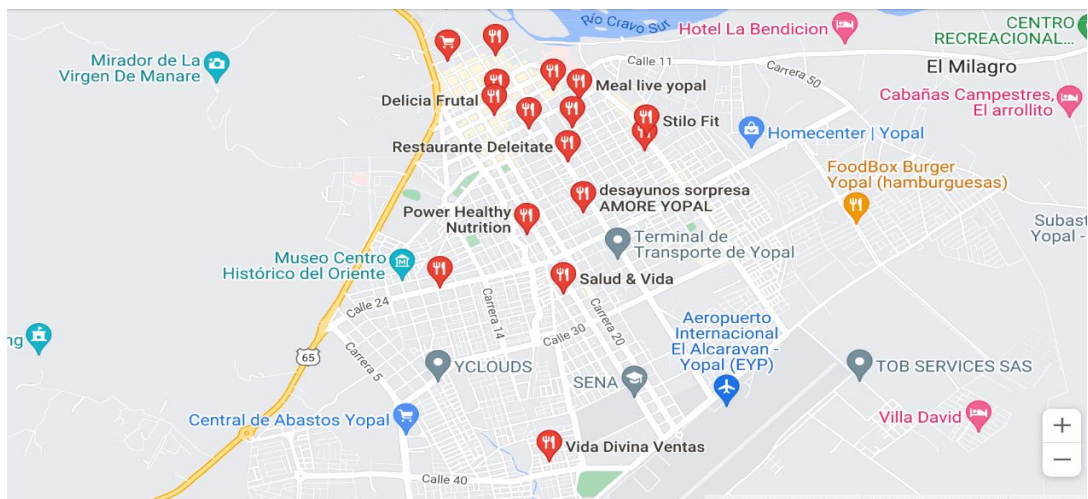 Río Cravo Sur
Hotel La Bendicion
CENTRO
RECREACIONAL...
Mirador de La
Virgen De Manare
Calle 11
Carrera 50
El Milagro
Delicia Frutal
Meal live yopal
Cabañas Campestres,
El arrollito
Stilo Fit
Homecenter | Yopal
Restaurante Deleitate
FoodBox Burger
Yopal (hamburguesas)
desayunos sorpresa
AMORE YOPAL
Power Healthy
Nutrition
Subast
Yopal -
Terminal de
Transporte de Yopal
Museo Centro
Histórico del Oriente
Salud & Vida
Calle 24
Carrera 14
Carrera 20
Calle 30
Aeropuerto
Internacional
El Alcaravan -
Yopal (EYP)
ng
65
Carrera 5
YCLOUDS
SENA
TOB SERVICES SAS
Central de Abastos Yopal
Villa David
Vida Divina Ventas
Calle 40